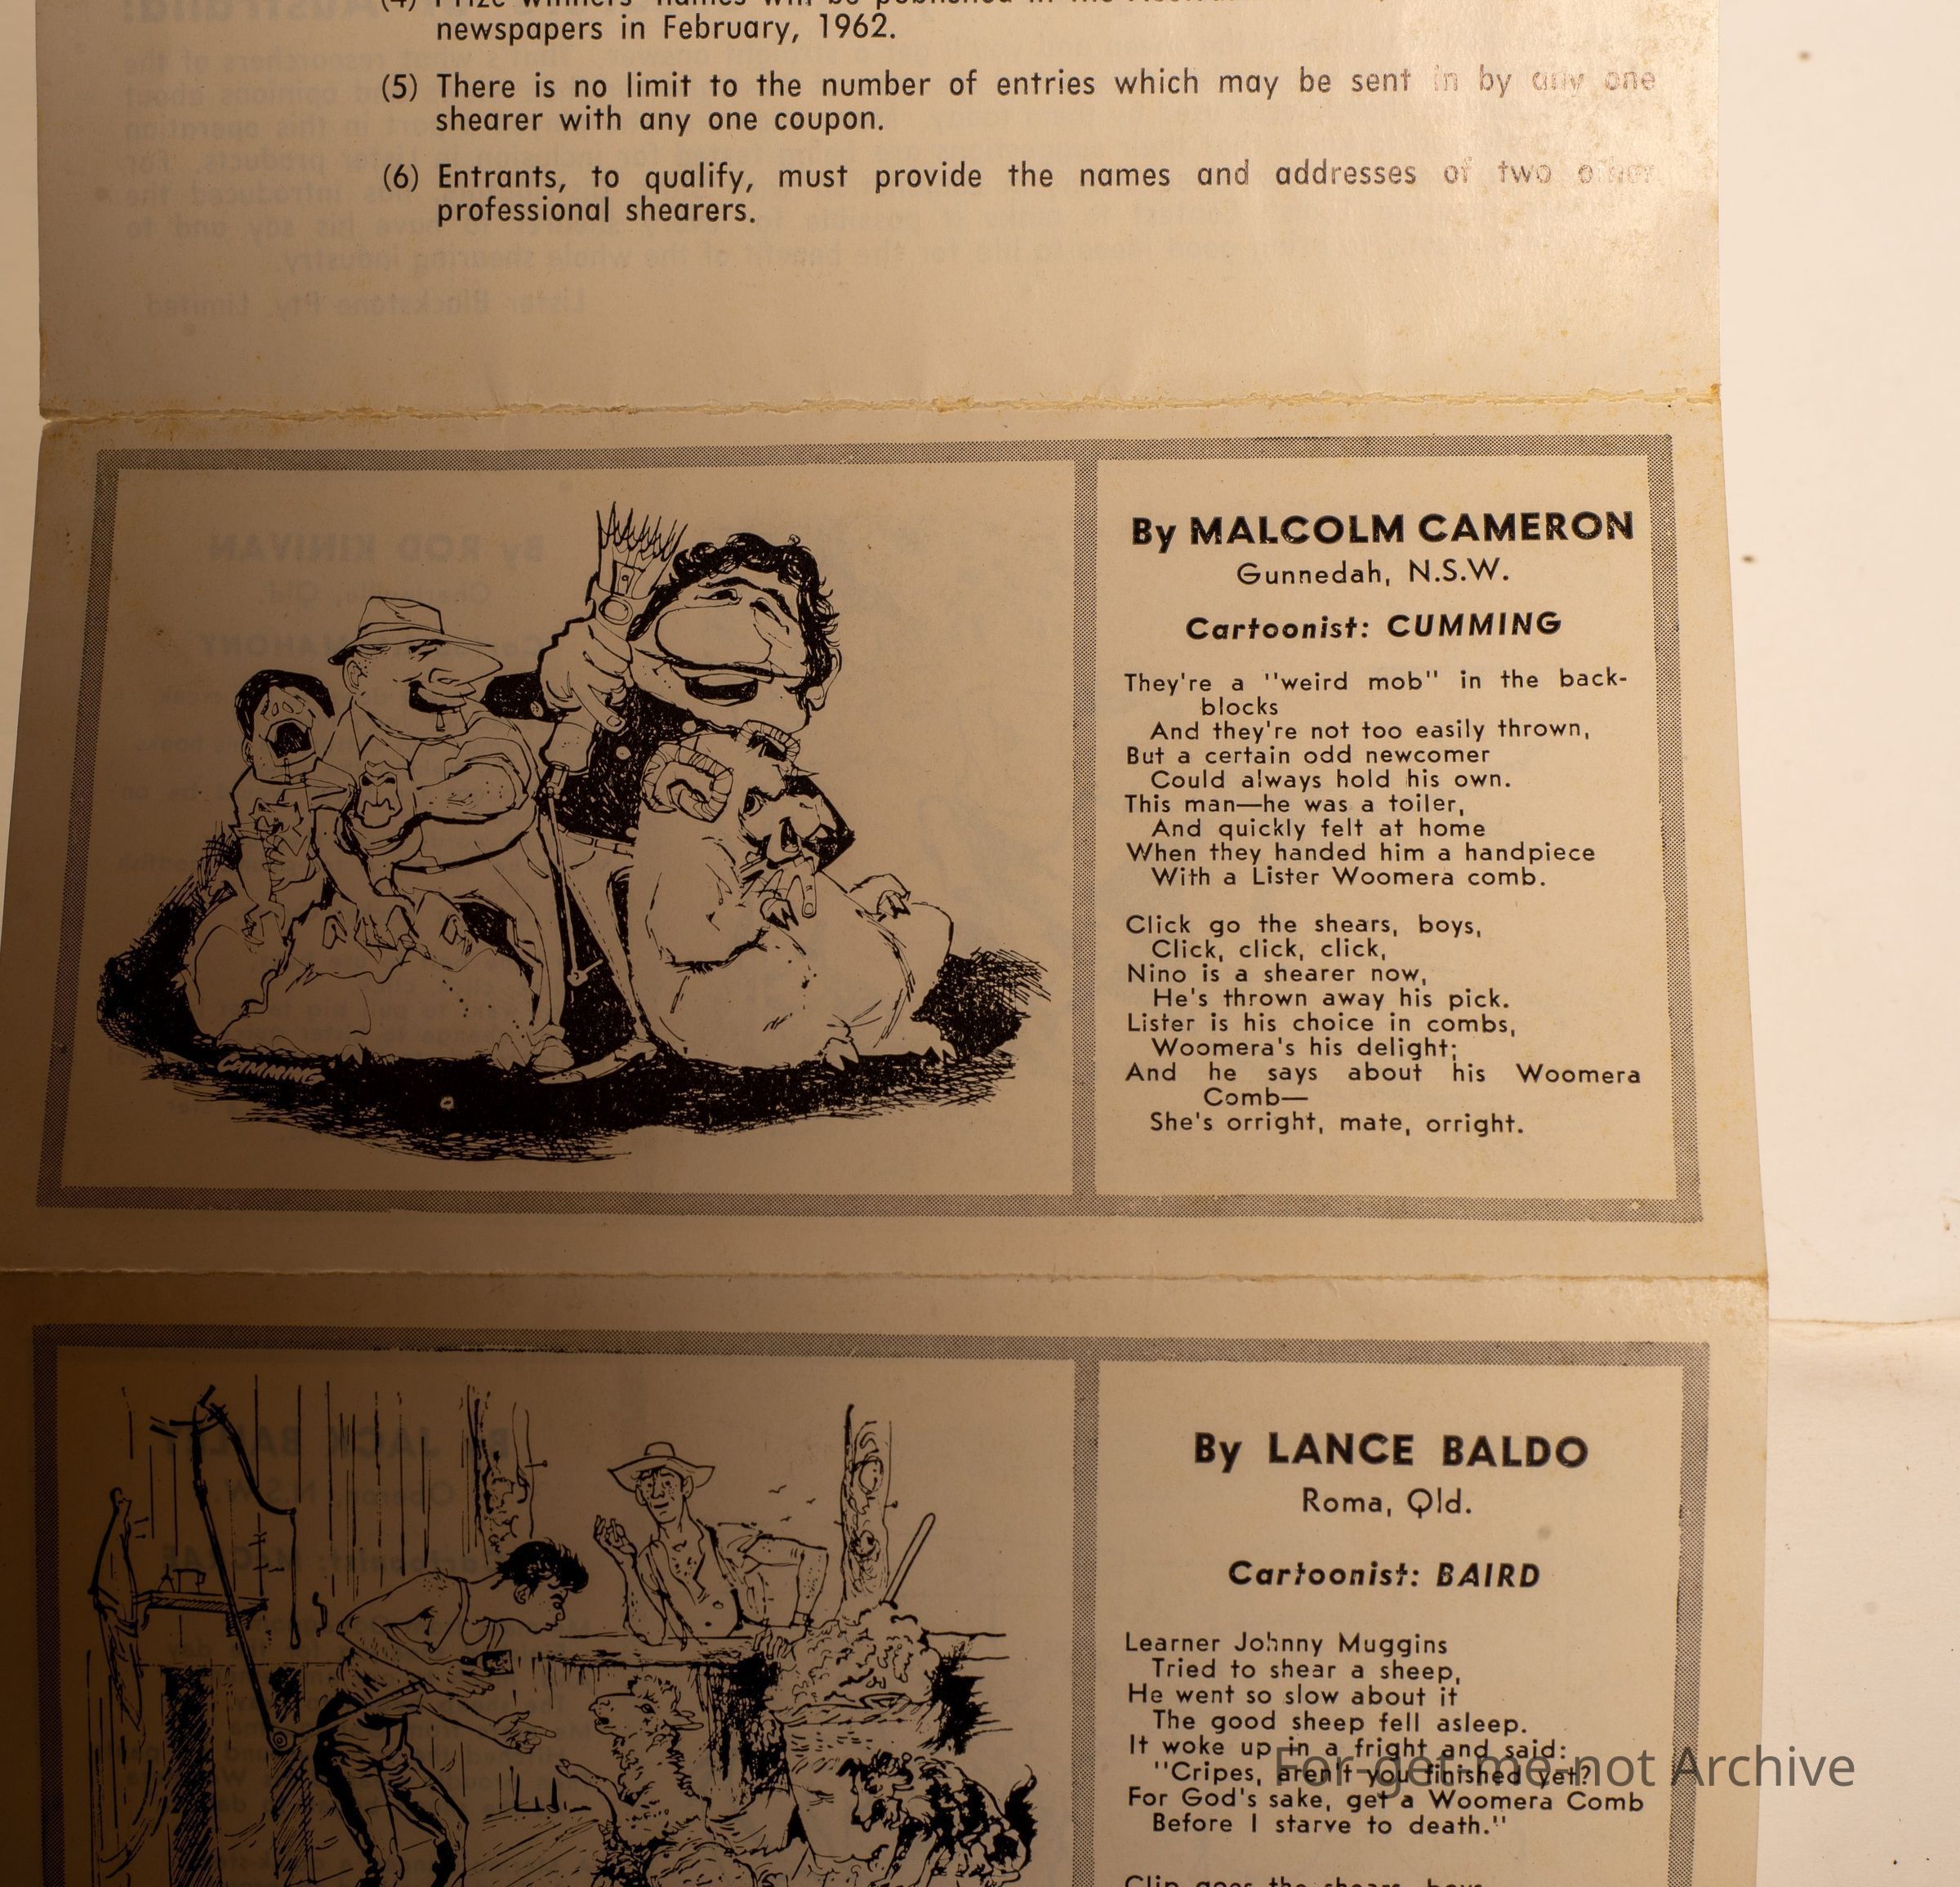 newspapers in February, 1962.
(5) There is no limit to the number of entries which may be sent in by any one
shearer with any one coupon.
(6) Entrants, to qualify, must provide the names and addresses of two other
professional shearers.
By MALCOLM CAMERON
Gunnedah, N.S.W.
Cartoonist: CUMMING
They're a "weird mob" in the back-
blocks
And they're not too easily thrown,
But a certain odd newcomer
Could always hold his own.
This man—he was a toiler,
And quickly felt at home
When they handed him a handpiece
With a Lister Woomera comb.
Click go the shears, boys,
Click, click, click,
Nino is a shearer now,
He's thrown away his pick.
Lister is his choice in combs,
Woomera's his delight;
And he says about his Woomera
Comb—
She's orright, mate, orright.
CUMMING
By LANCE BALDO
Roma, Qld.
Cartoonist: BAIRD
Learner Johnny Muggins
Tried to shear a sheep,
He went so slow about it
The good sheep fell asleep.
It woke up in a fright and said:
"Cripes, aren't you finished yet?
For God's sake, get a Woomera Comb
Before I starve to death."
For-get-me-not Archive